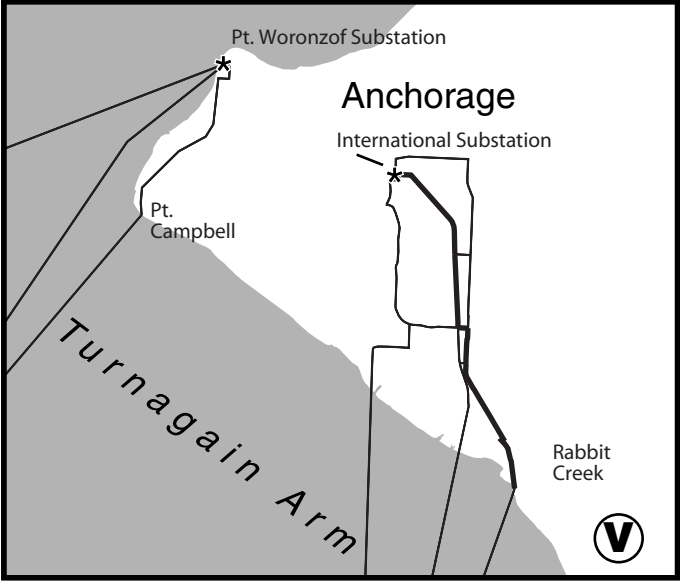 Pt. Woronzof Substation
Anchorage
International Substation
Pt.
Campbell
Turnagain Arm
Rabbit
Creek
V